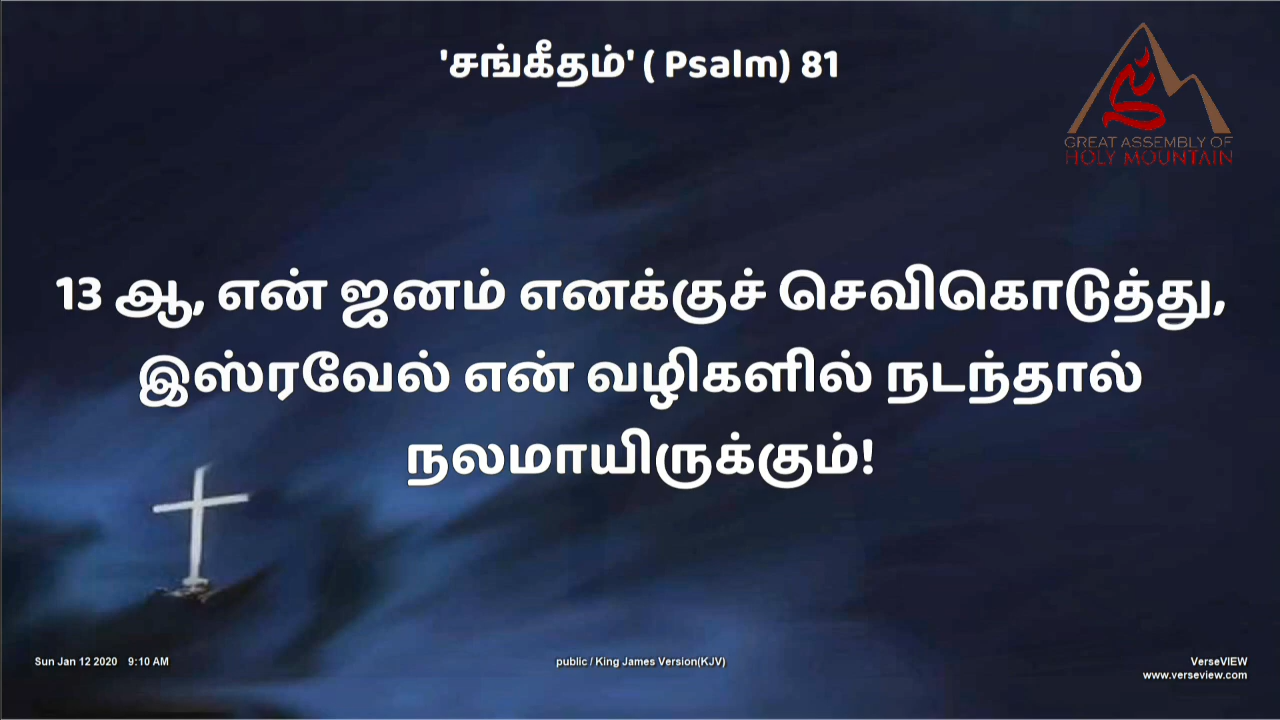 'சங்கீதம்' ( Psalm) 81
GREAT ASSEMBLY OF
HOLY MOUNTAIN
13 ஆ, என் ஜனம் எனக்குச் செவிகொடுத்து,
இஸ்ரவேல் என் வழிகளில் நடந்தால்
நலமாயிருக்கும்!
Sun Jan 12 2020 9:10 AM
public / King James Version(KJV)
VerseVIEW
www.verseview.com